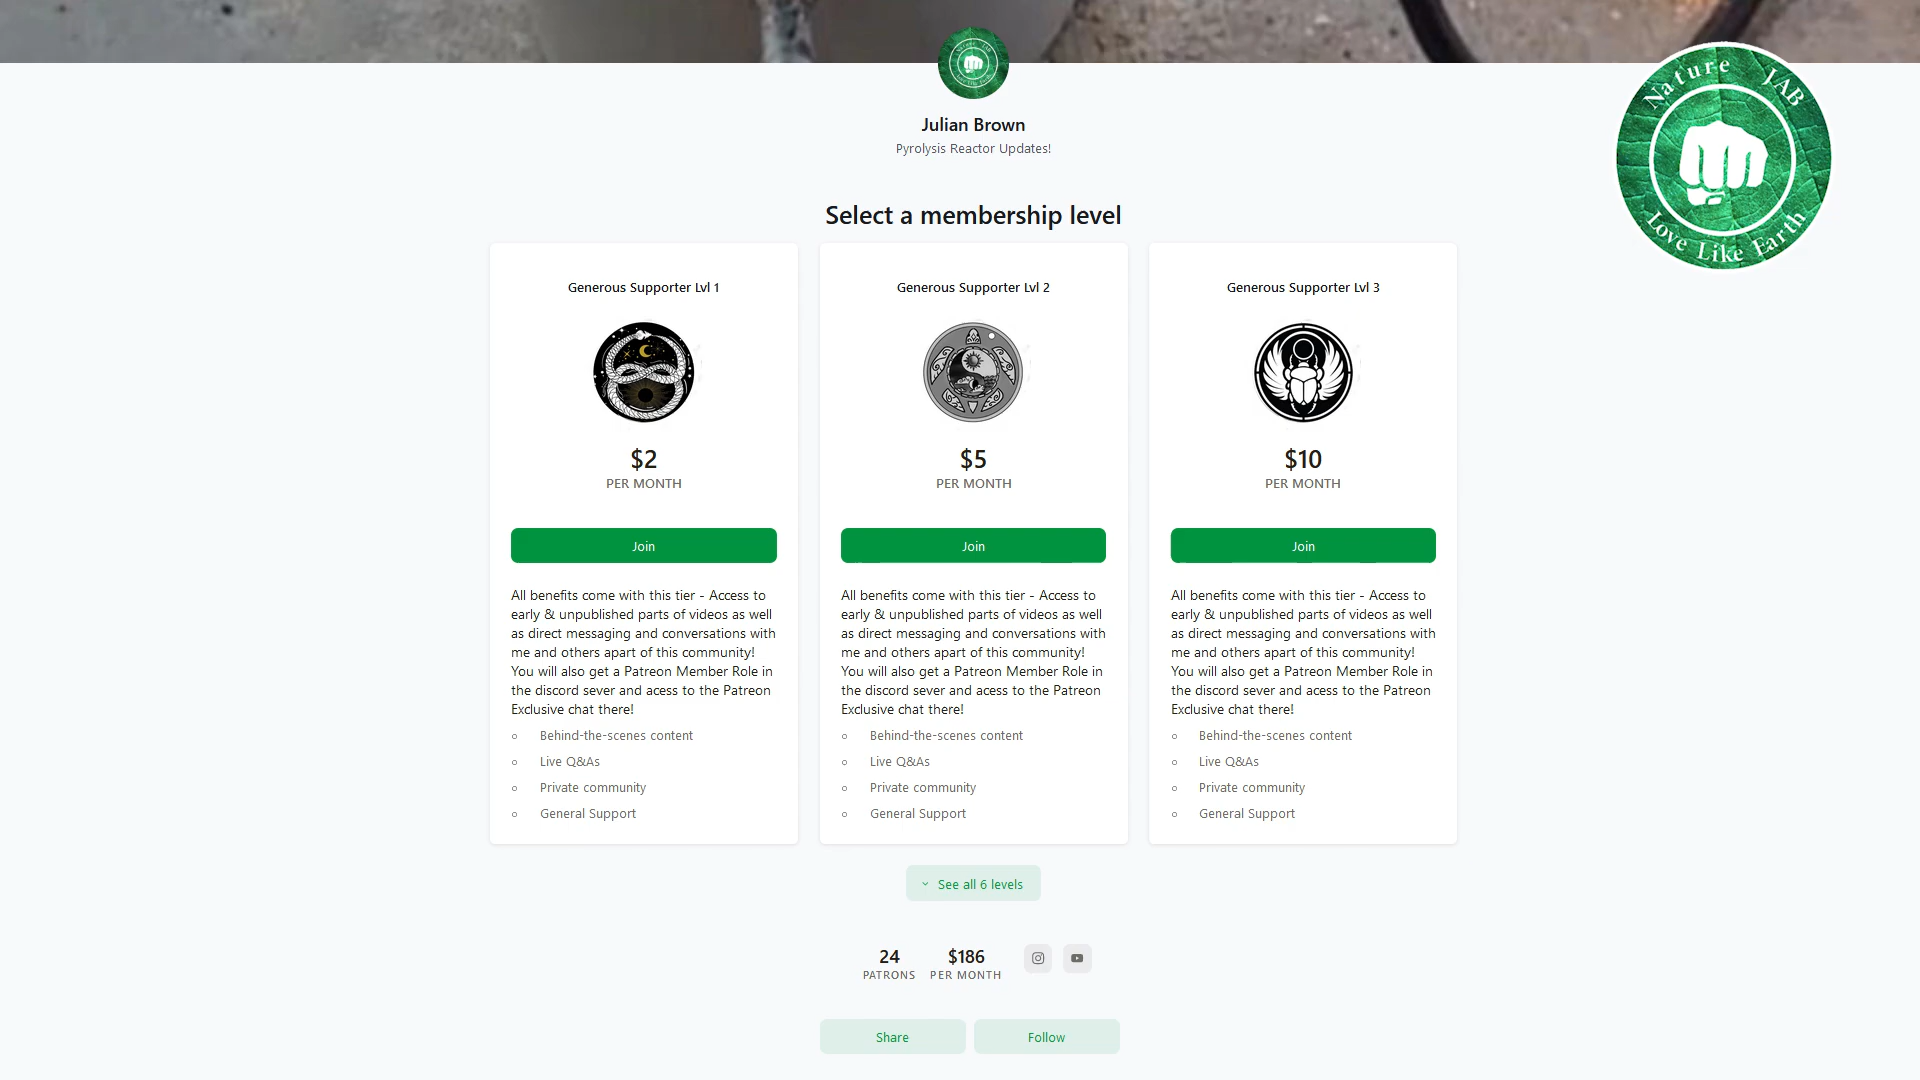 Nature JAB
Love Like Earth
Julian Brown
Pyrolysis Reactor Updates!
Select a membership level
Generous Supporter Lvl 1
$2
PER MONTH
Join
All benefits come with this tier - Access to
early & unpublished parts of videos as well
as direct messaging and conversations with
me and others apart of this community!
You will also get a Patreon Member Role in
the discord sever and acess to the Patreon
Exclusive chat there!
Behind-the-scenes content
Live Q&As
Private community
General Support
Generous Supporter Lvl 2
$5
PER MONTH
Join
All benefits come with this tier - Access to
early & unpublished parts of videos as well
as direct messaging and conversations with
me and others apart of this community!
You will also get a Patreon Member Role in
the discord sever and acess to the Patreon
Exclusive chat there!
Behind-the-scenes content
Live Q&As
Private community
General Support
Generous Supporter Lvl 3
$10
PER MONTH
Join
All benefits come with this tier - Access to
early & unpublished parts of videos as well
as direct messaging and conversations with
me and others apart of this community!
You will also get a Patreon Member Role in
the discord sever and acess to the Patreon
Exclusive chat there!
Behind-the-scenes content
Live Q&As
Private community
General Support
See all 6 levels
24
PATRONS
$186
PER MONTH
Share
Follow
Nature JAB
Love Like Earth